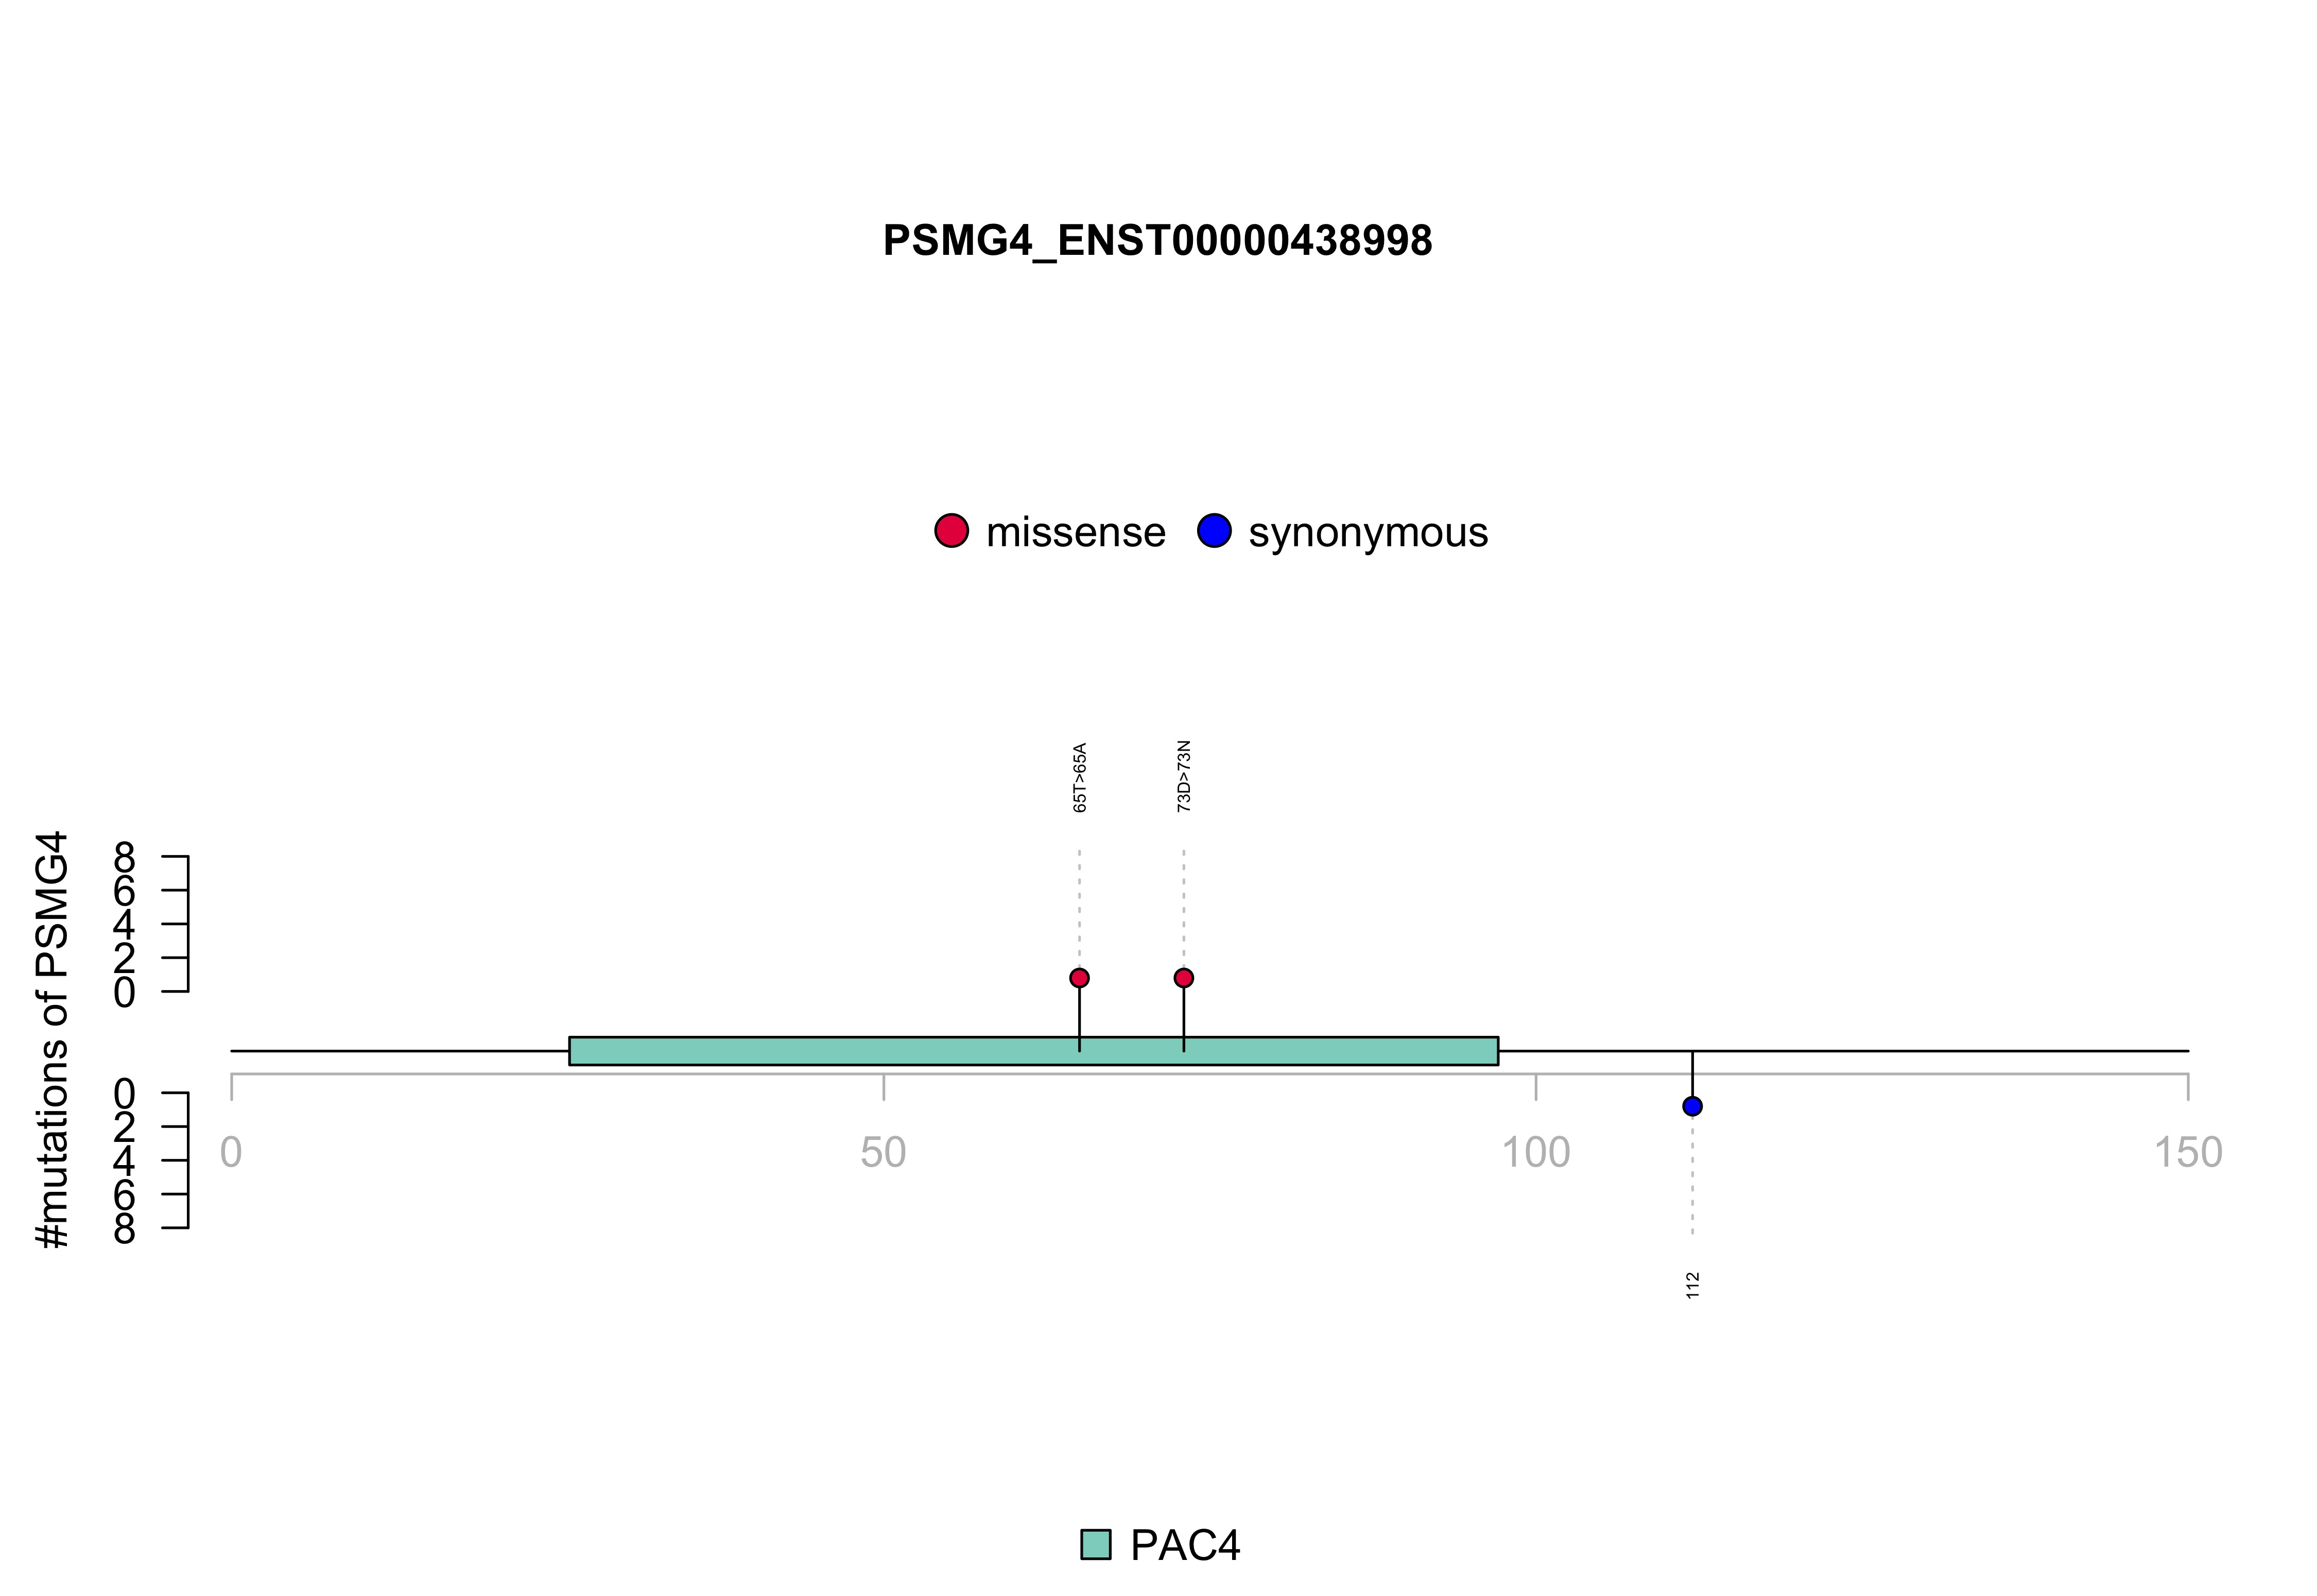 PSMG4_ENST00000438998
missense synonymous
65T>65A
73D>73N
#mutations of PSMG4
8
6
4
2
0
0
2
4
6
8
0 50 100 150
112
PAC4